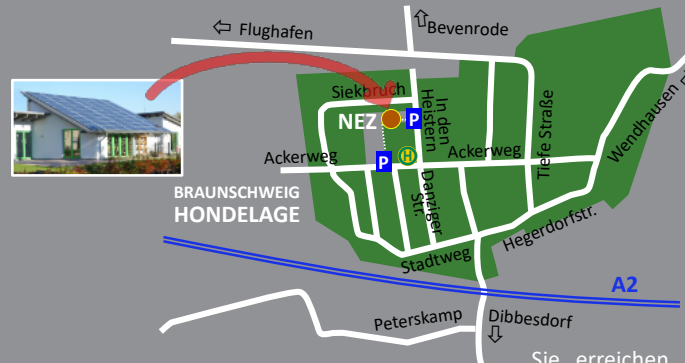 Flughafen
Bevenrode
Siekbruch
In den
Heistern
NEZ
P
Wendhausen
Tiefe Straße
Ackerweg
P
H
Ackerweg
BRAUNSCHWEIG
HONDELAGE
Danziger
Str.
Hegerdorfstr.
Stadtweg
A2
Peterskamp
Dibbesdorf
Sie erreichen